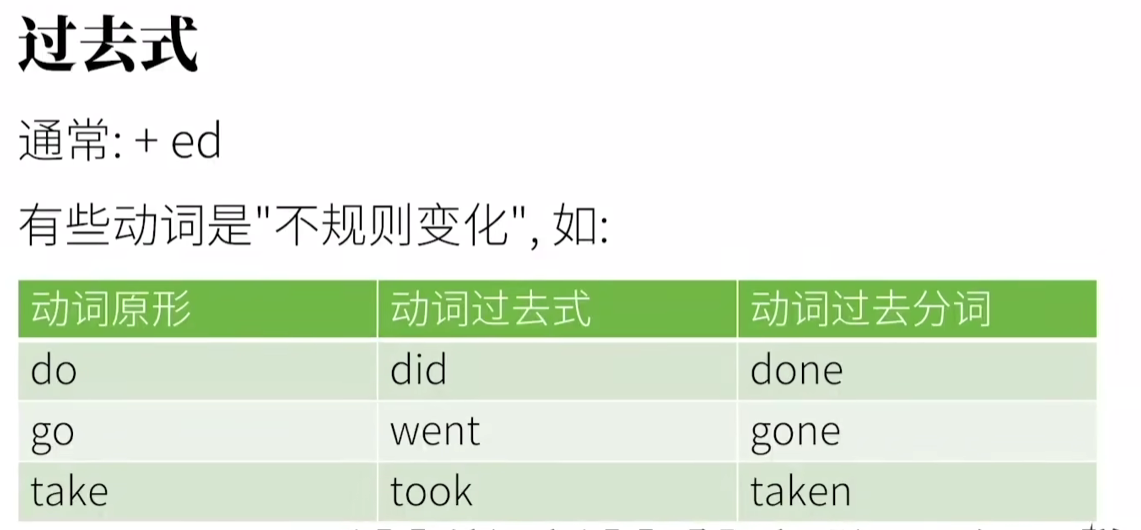 过去式
通常: + ed
有些动词是"不规则变化", 如:
动词原形 动词过去式 动词过去分词
do did done
go went gone
take took taken